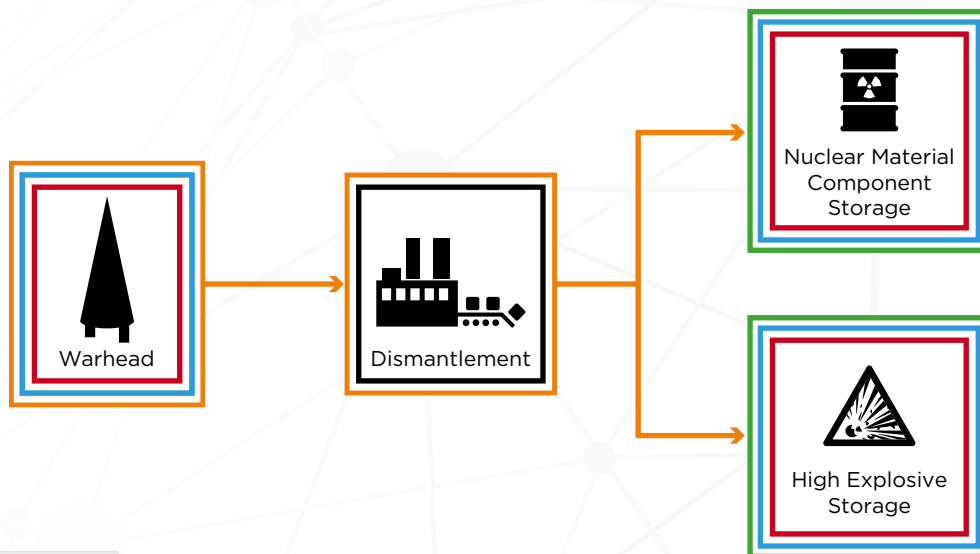 Warhead
Dismantlement
Nuclear Material
Component
Storage
High Explosive
Storage